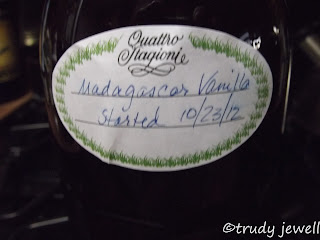 Quattro
Stagioni
Madagascar Vanilla
Started 10/23/12
©trudy jewell